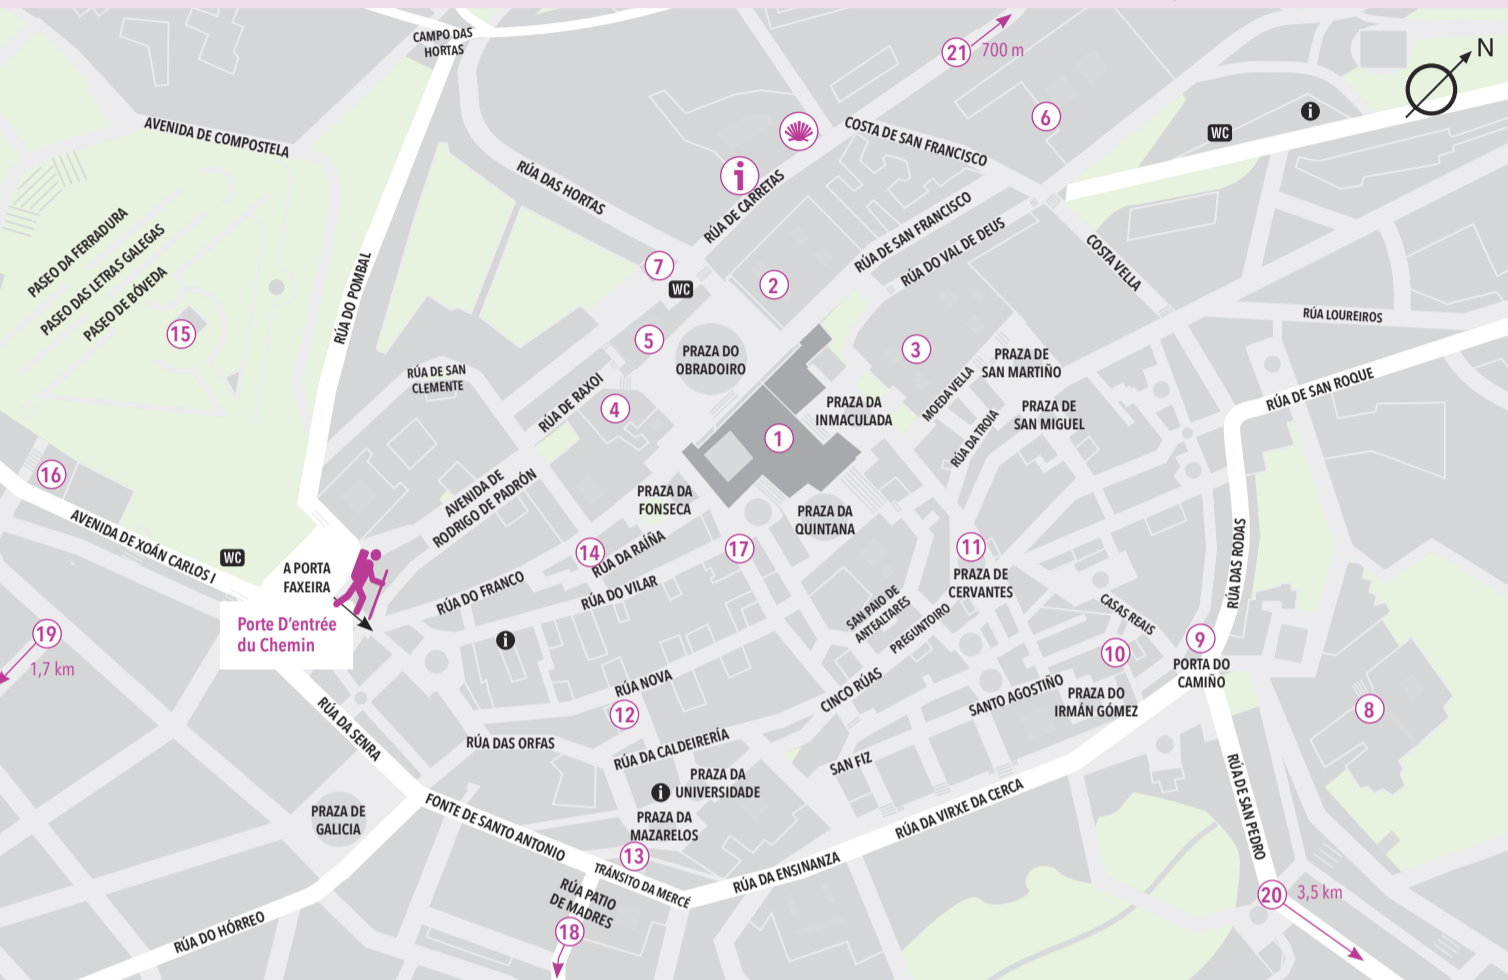 CAMPO DAS
HORTAS
21
700 m
N
6
WC
i
AVENIDA DE COMPOSTELA
COSTA DE SAN FRANCISCO
i
RÚA DAS HORTAS
RÚA DE CARRETAS
PASEO DA FERRADURA
PASEO DAS LETRAS GALEGAS
PASEO DE BÓVEDA
15
RÚA DO POMBAL
7
WC
2
RÚA DE SAN FRANCISCO
RÚA DO VAL DE DEUS
COSTA VELLA
RÚA LOUREIROS
5
PRAZA DO
OBRADOIRO
3
PRAZA DE
SAN MARTIÑO
RÚA DE SAN
CLEMENTE
RÚA DE RAXOI
4
PRAZA DA
INMACULADA
MOEDA VELLA
RÚA DA TROIA
PRAZA DE
SAN MIGUEL
RÚA DE SAN ROQUE
1
16
AVENIDA DE
RODRIGO DE PADRÓN
PRAZA DA
FONSECA
PRAZA DA
QUINTANA
AVENIDA DE XOÁN CARLOS I
WC
A PORTA
FAXEIRA
14
RÚA DA RAÍÑA
17
11
PRAZA DE
CERVANTES
RÚA DAS RODAS
RÚA DO FRANCO
RÚA DO VILAR
SAN PAIO DE
ANTEALTARES
PREGUNTOIRO
CASAS REAIS
Porte D'entrée
du Chemin
19
1,7 km
i
10
9
PORTA DO
CAMIÑO
RÚA NOVA
12
CINCO RÚAS
SANTO AGOSTIÑO
PRAZA DO
IRMÁN GÓMEZ
8
RÚA DA SENRA
RÚA DAS ORFAS
RÚA DA CALDEIRERÍA
SAN FIZ
PRAZA DA
UNIVERSIDADE
i
PRAZA DE
GALICIA
FONTE DE SANTO ANTONIO
PRAZA DA
MAZARELOS
RÚA DA VIRXE DA CERCA
RÚA DE SAN PEDRO
13
TRÁNSITO DA MERCÉ
RÚA DA ENSINANZA
RÚA PATIO
DE MADRES
20
3,5 km
RÚA DO HÓRREO
18